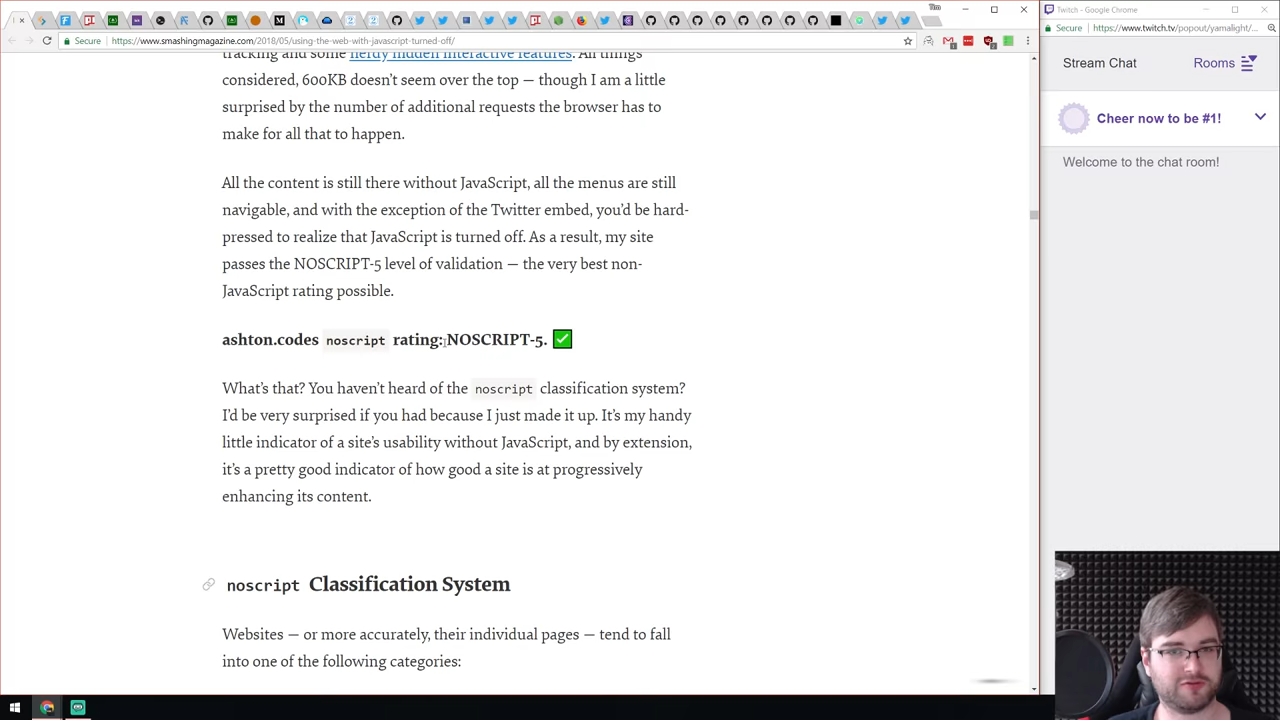 Tim
Twitch - Google Chrome
Secure
https://www.smashingmagazine.com/2018/05/using-the-web-with-javascript-turned-off/
Secure
https://www.twitch.tv/popout/yamalight/...
tracking and some nerdy hidden interactive features. All things
considered, 600KB doesn't seem over the top — though I am a little
surprised by the number of additional requests the browser has to
make for all that to happen.
All the content is still there without JavaScript, all the menus are still
navigable, and with the exception of the Twitter embed, you'd be hard-
pressed to realize that JavaScript is turned off. As a result, my site
passes the NOSCRIPT-5 level of validation — the very best non-
JavaScript rating possible.
ashton.codes noscript rating: NOSCRIPT-5. ✅
What's that? You haven't heard of the noscript classification system?
I'd be very surprised if you had because I just made it up. It's my handy
little indicator of a site's usability without JavaScript, and by extension,
it's a pretty good indicator of how good a site is at progressively
enhancing its content.
noscript Classification System
Websites — or more accurately, their individual pages — tend to fall
into one of the following categories:
Stream Chat
Rooms
Cheer now to be #1!
Welcome to the chat room!